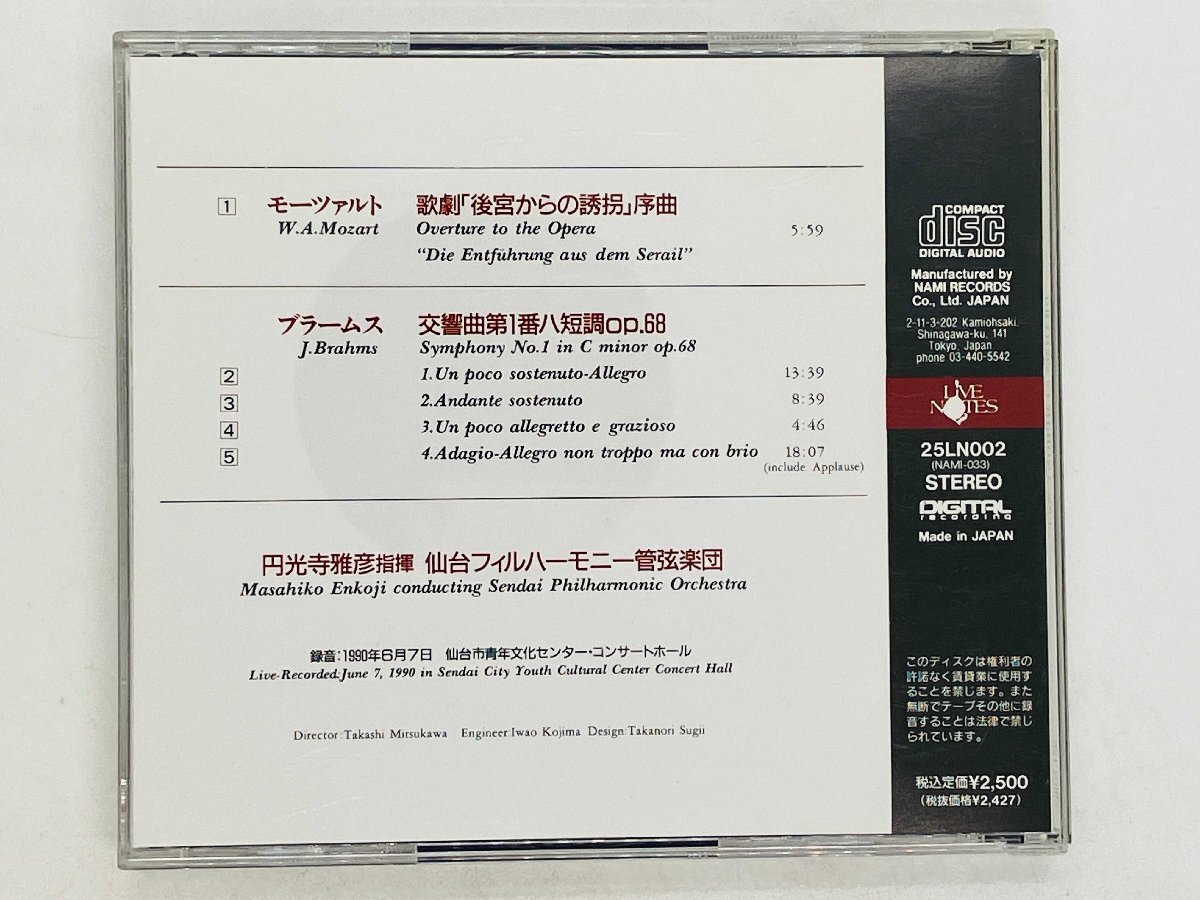 1 モーツァルト 歌劇「後宮からの誘拐」序曲
W.A.Mozart Overture to the Opera 5:59
"Die Entführung aus dem Serail"
ブラームス 交響曲第1番ハ短調op.68
J.Brahms Symphony No.1 in C minor op.68
2 1.Un poco sostenuto-Allegro 13:39
3 2.Andante sostenuto 8:39
4 3.Un poco allegretto e grazioso 4:46
5 4.Adagio-Allegro non troppo ma con brio 18:07
(include Applause)
円光寺雅彦指揮 仙台フィルハーモニー管弦楽団
Masahiko Enkoji conducting Sendai Philharmonic Orchestra
録音:1990年6月7日 仙台市青年文化センター・コンサートホール
Live-Recorded:June 7, 1990 in Sendai City Youth Cultural Center Concert Hall
Director:Takashi Mitsukawa Engineer:Iwao Kojima Design:Takanori Sugii
COMPACT
disc
DIGITAL AUDIO
Manufactured by
NAMI RECORDS
Co., Ltd. JAPAN
2-11-3-202 Kamiohsaki,
Shinagawa-ku, 141
Tokyo, Japan
phone 03-440-5542
LIVE
NOTES
25LN002
(NAMI-033)
STEREO
DIGITAL
recording
Made in JAPAN
このディスクは権利者の
許諾なく賃貸業に使用す
ることを禁じます。また
無断でテープその他に録
音することは法律で禁じ
られています。
税込定価¥2,500
(税抜価格¥2,427)